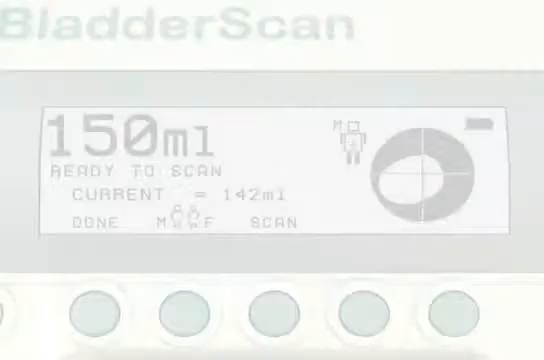 BladderScan
150ml
M
READY TO SCAN
CURRENT = 142ml
DONE M F SCAN